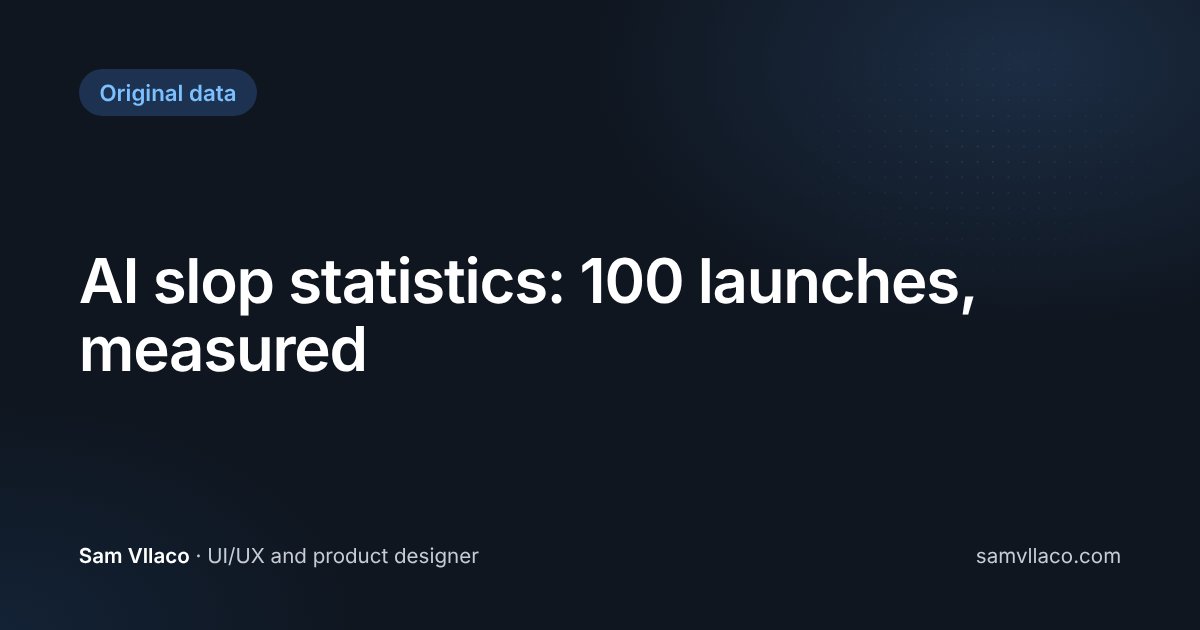 Original data
AI slop statistics: 100 launches,
measured
Sam Vllaco · UI/UX and product designer
samvllaco.com